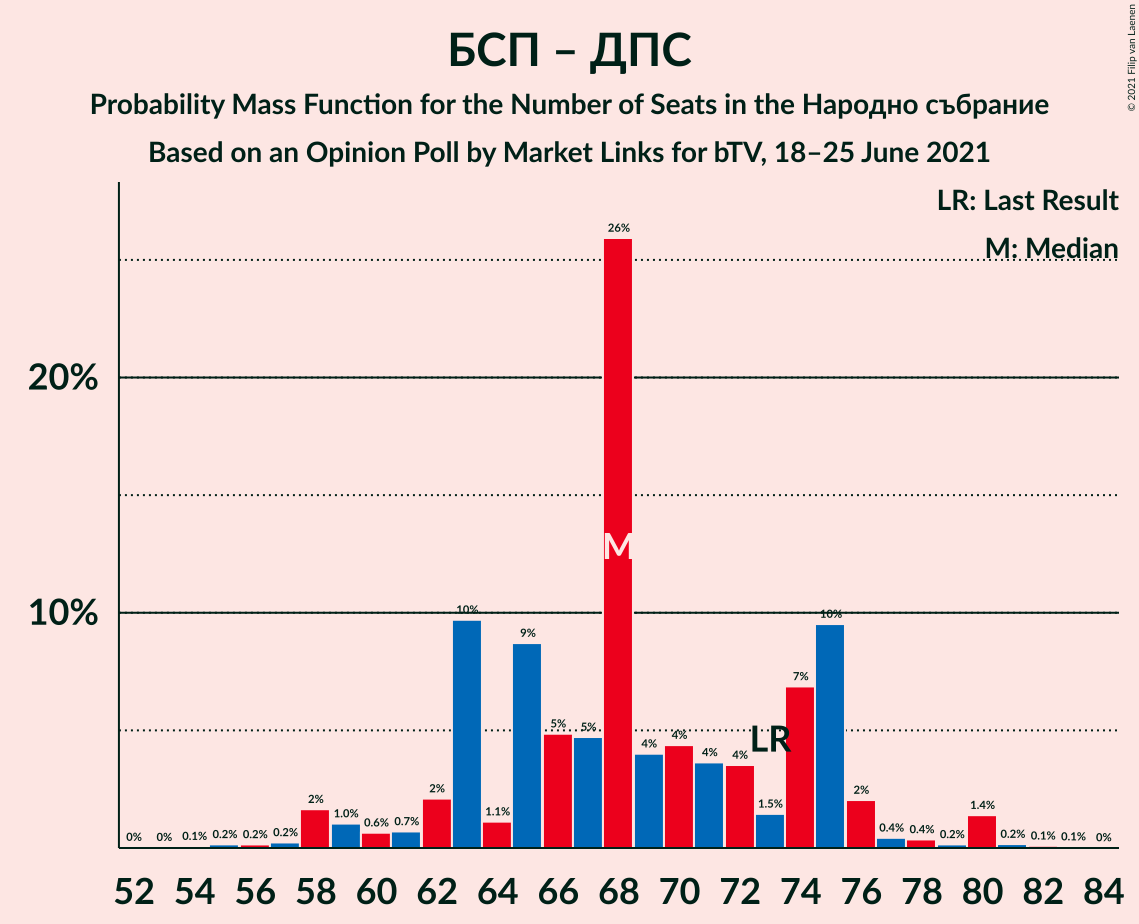 БСП – ДПС
Probability Mass Function for the Number of Seats in the Народно събрание
Based on an Opinion Poll by Market Links for bTV, 18–25 June 2021
© 2021 Filip van Laenen
LR: Last Result
M: Median
20%
10%
0% 0% 0.1% 0.2% 0.2% 0.2% 2% 1.0% 0.6% 0.7% 2% 10% 1.1% 9% 5% 5% 26% 4% 4% 4% 4% 1.5% 7% 10% 2% 0.4% 0.4% 0.2% 1.4% 0.2% 0.1% 0.1% 0%
M
LR
52 54 56 58 60 62 64 66 68 70 72 74 76 78 80 82 84